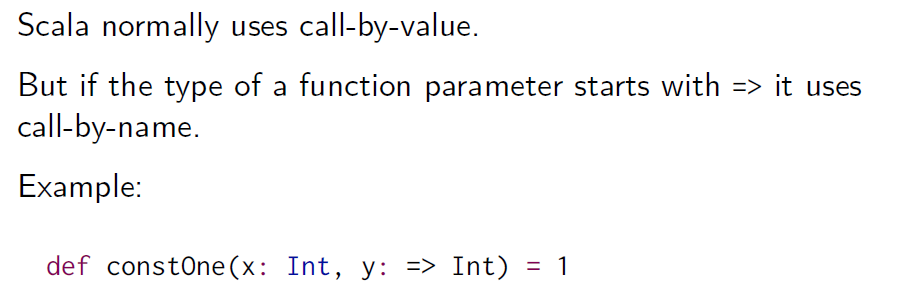 Scala normally uses call-by-value.
But if the type of a function parameter starts with => it uses
call-by-name.
Example:
def constOne(x: Int, y: => Int) = 1